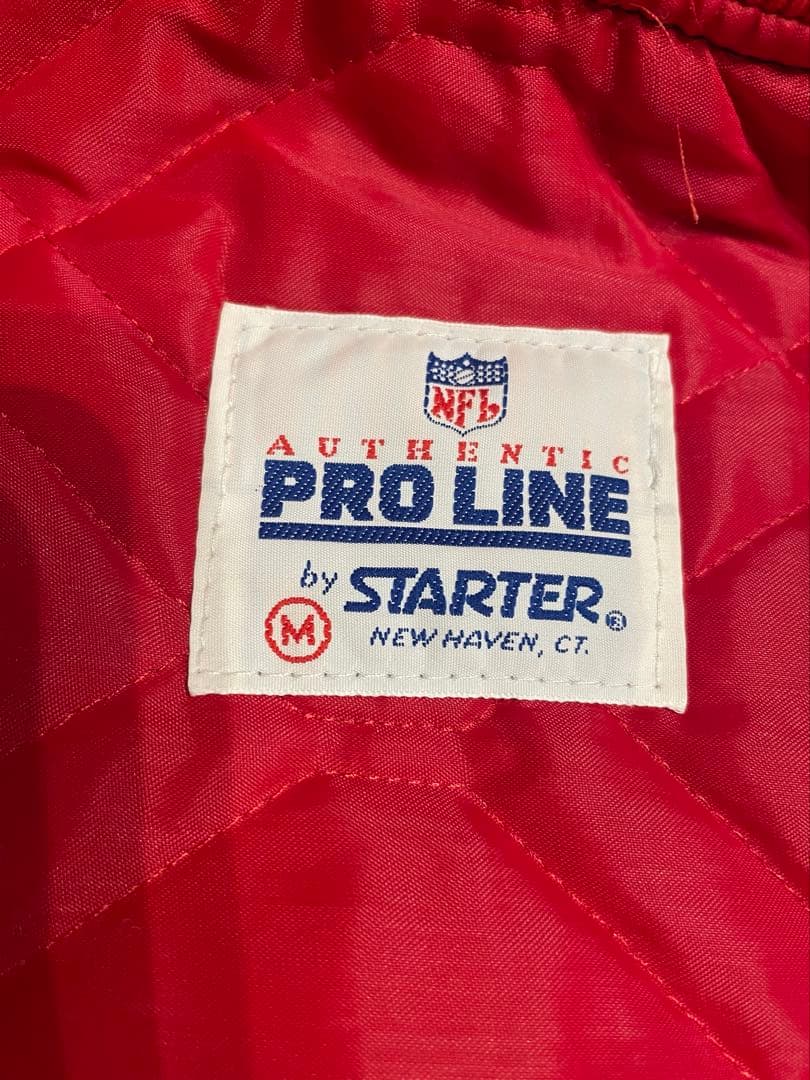 NFL
AUTHENTIC
PRO LINE
by STARTER®
M
NEW HAVEN, CT.